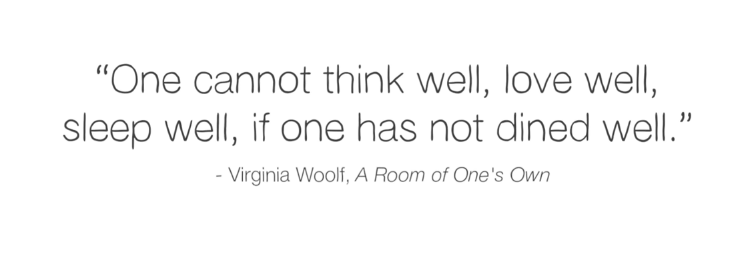 “One cannot think well, love well,
sleep well, if one has not dined well.”
- Virginia Woolf, A Room of One's Own